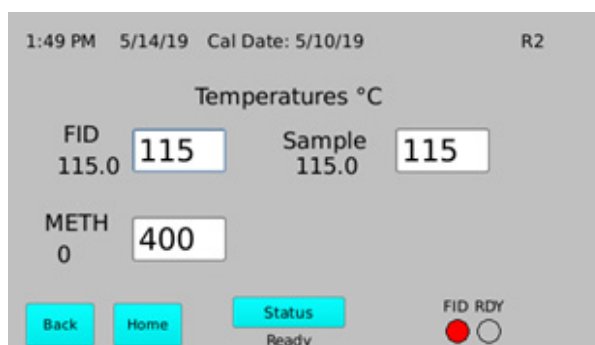 1:49 PM 5/14/19 Cal Date: 5/10/19 R2
Temperatures °C
FID
115.0
115
Sample
115.0
115
METH
0
400
Back
Home
Status
Ready
FID RDY